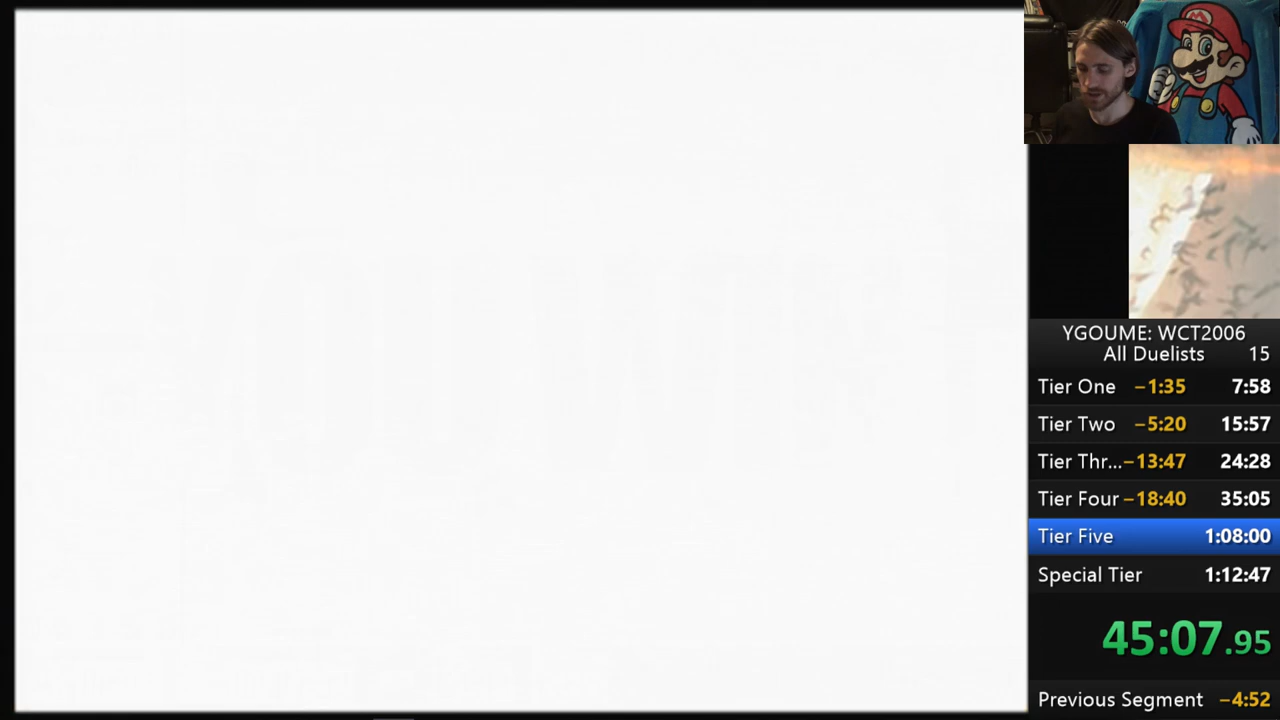 YGOUME: WCT2006
All Duelists 15
Tier One −1:35 7:58
Tier Two −5:20 15:57
Tier Thr... −13:47 24:28
Tier Four −18:40 35:05
Tier Five 1:08:00
Special Tier 1:12:47
45:07.95
Previous Segment −4:52
M